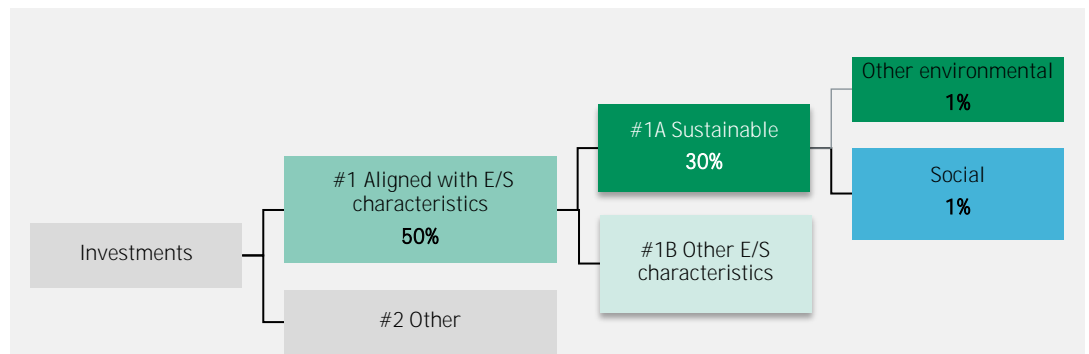 Investments
#1 Aligned with E/S
characteristics
50%
#2 Other
#1A Sustainable
30%
#1B Other E/S
characteristics
Other environmental
1%
Social
1%